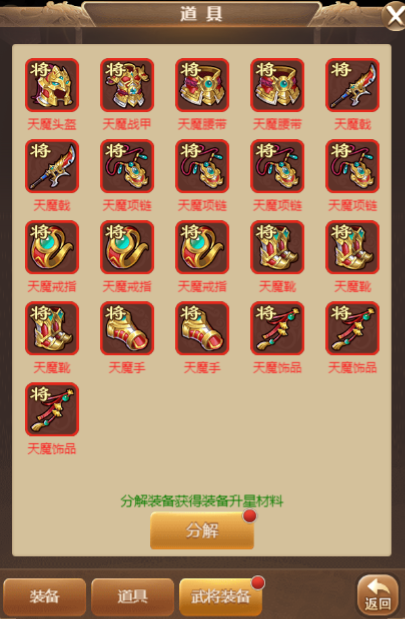 道具
将 将 将 将 将
天魔头盔 天魔战甲 天魔腰带 天魔腰带 天魔戟
将 将 将 将 将
天魔戟 天魔项链 天魔项链 天魔项链 天魔项链
将 将 将 将 将
天魔戒指 天魔戒指 天魔戒指 天魔靴 天魔靴
将 将 将 将 将
天魔靴 天魔手 天魔手 天魔饰品 天魔饰品
将
天魔饰品
分解装备获得装备升星材料
分解
装备 道具 武将装备 返回